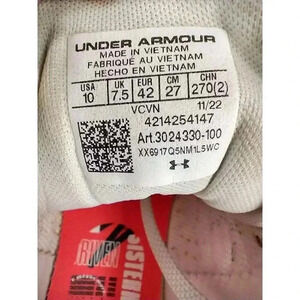 UNDER ARMOUR
MADE IN VIETNAM
FABRIQUÉ AU VIETNAM
HECHO EN VIETNAM
USA UK EUR CM CHN
10 7.5 42 27 270(2)
VCVN 11/22
4214254147
Art.3024330-100
XX6917Q5NM1L5WC
RIVEN